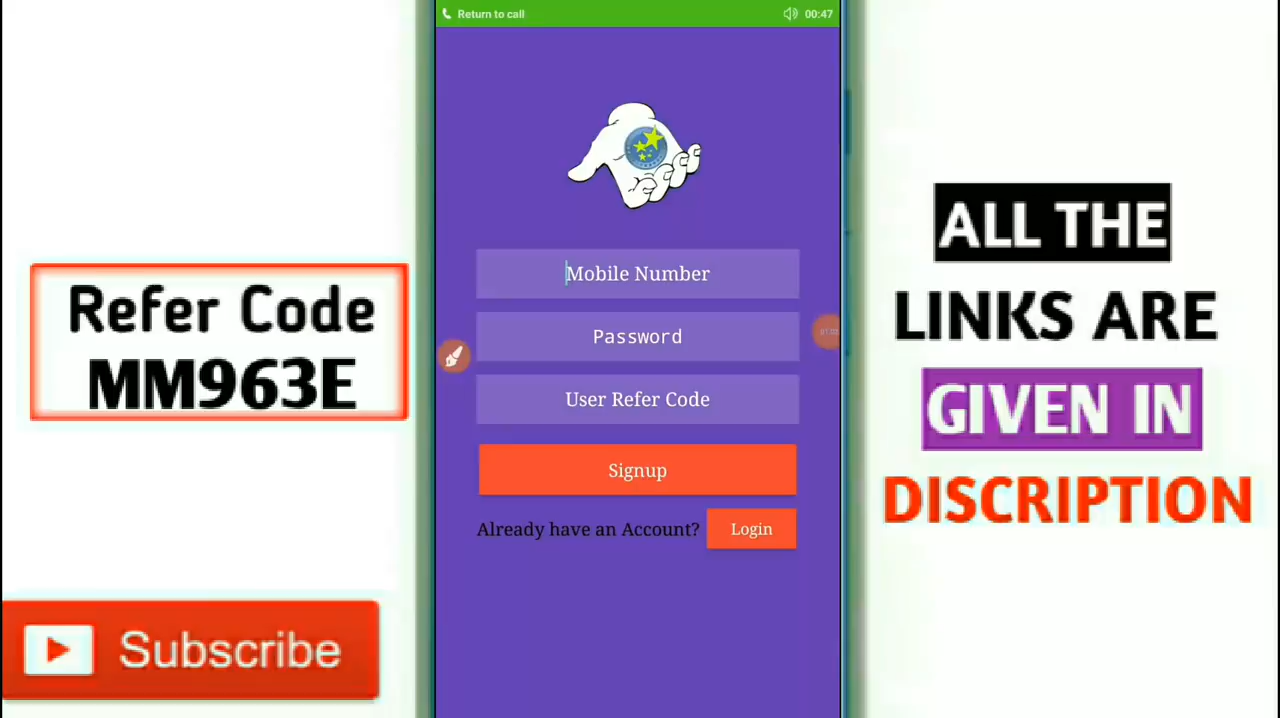 Return to call
00:47
Refer Code
MM963E
Mobile Number
Password
User Refer Code
Signup
Already have an Account?
Login
ALL THE
LINKS ARE
GIVEN IN
DISCRIPTION
Subscribe